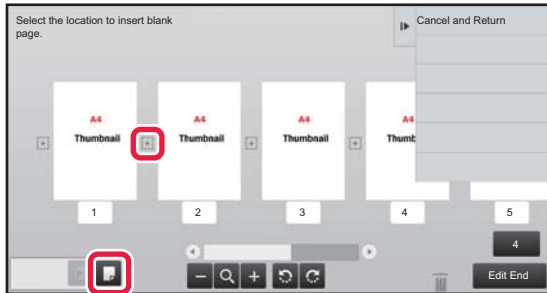 Select the location to insert blank
page.
Cancel and Return
A4
Thumbnail
A4
Thumbnail
A4
Thumbnail
A4
Thumb
1
2
3
4
5
4
Edit End